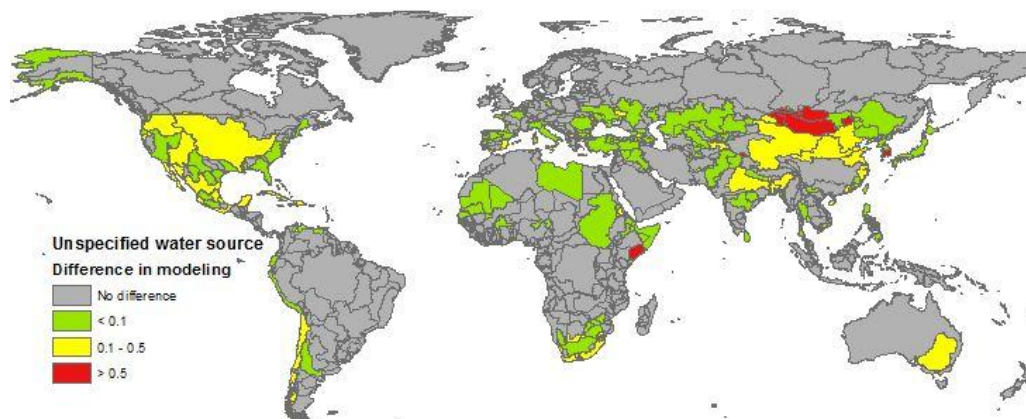 Unspecified water source
Difference in modeling
No difference
< 0.1
0.1 - 0.5
> 0.5